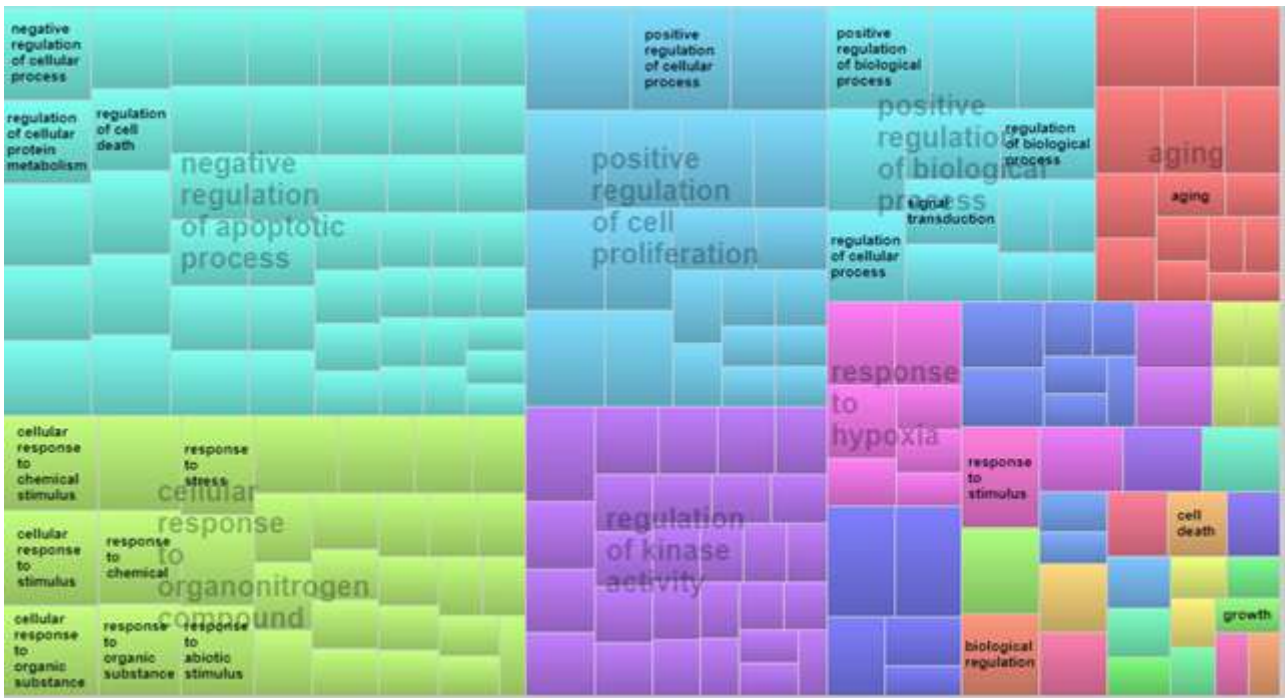 negative
regulation
of cellular
process
regulation
of cellular
protein
metabolism
regulation
of cell
death
negative
regulation
of apoptotic
process
positive
regulation
of cellular
process
positive
regulation
of cell
proliferation
positive
regulation
of biological
process
positive
regulation
of biological
process
regulation
of biological
process
signal
transduction
regulation
of cellular
process
aging
aging
cellular
response
to
chemical
stimulus
response
to
stress
cellular
response
to
organonitrogen
compound
cellular
response
to
stimulus
response
to
chemical
cellular
response
to
organic
substance
response
to
organic
substance
response
to
abiotic
stimulus
regulation
of kinase
activity
response
to
hypoxia
response
to
stimulus
cell
death
growth
biological
regulation